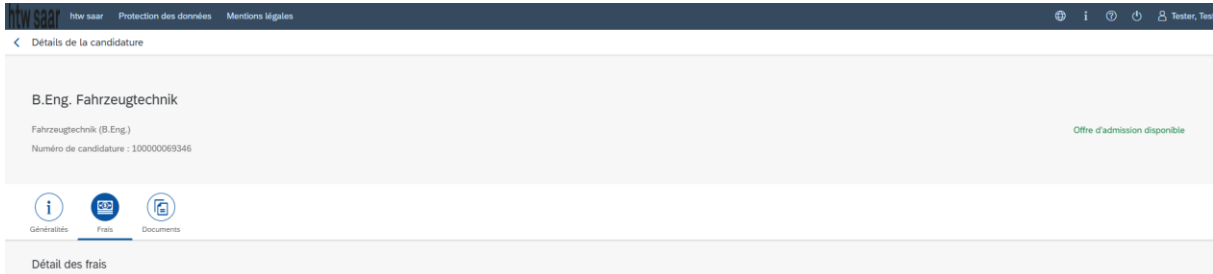 htw saar htw saar Protection des données Mentions légales Tester, Tes
Détails de la candidature
B.Eng. Fahrzeugtechnik
Fahrzeugtechnik (B.Eng.)
Offre d'admission disponible
Numéro de candidature : 100000069346
Généralités Frais Documents
Détail des frais